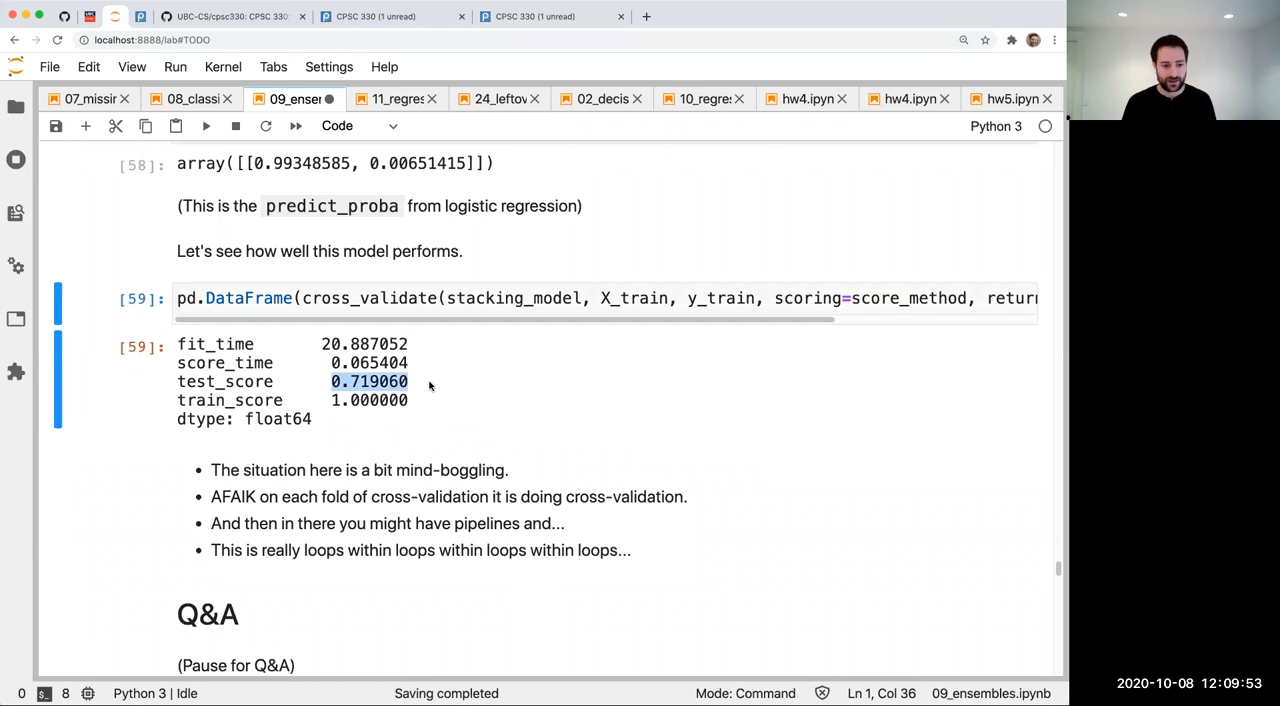 UBC-CS/cpsc330: CPSC 330:
CPSC 330 (1 unread)
CPSC 330 (1 unread)
localhost:8888/lab#TODO
File Edit View Run Kernel Tabs Settings Help
07_missir
08_classi
09_enser
11_regres
24_leftov
02_decis
10_regre:
hw4.ipyn
hw4.ipyn
hw5.ipyn
Code
Python 3
[58]: array([[0.99348585, 0.00651415]])
(This is the predict_proba from logistic regression)
Let's see how well this model performs.
[59]: pd.DataFrame(cross_validate(stacking_model, X_train, y_train, scoring=score_method, return
[59]: fit_time 20.887052
score_time 0.065404
test_score 0.719060
train_score 1.000000
dtype: float64
• The situation here is a bit mind-boggling.
• AFAIK on each fold of cross-validation it is doing cross-validation.
• And then in there you might have pipelines and...
• This is really loops within loops within loops within loops...
Q&A
(Pause for Q&A)
0 8 Python 3 | Idle Saving completed Mode: Command Ln 1, Col 36 09_ensembles.ipynb
2020-10-08 12:09:53